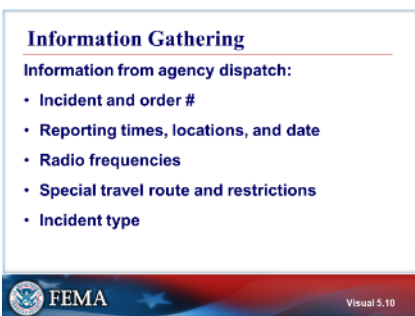 Information Gathering
Information from agency dispatch:
• Incident and order #
• Reporting times, locations, and date
• Radio frequencies
• Special travel route and restrictions
• Incident type
FEMA
Visual 5.10